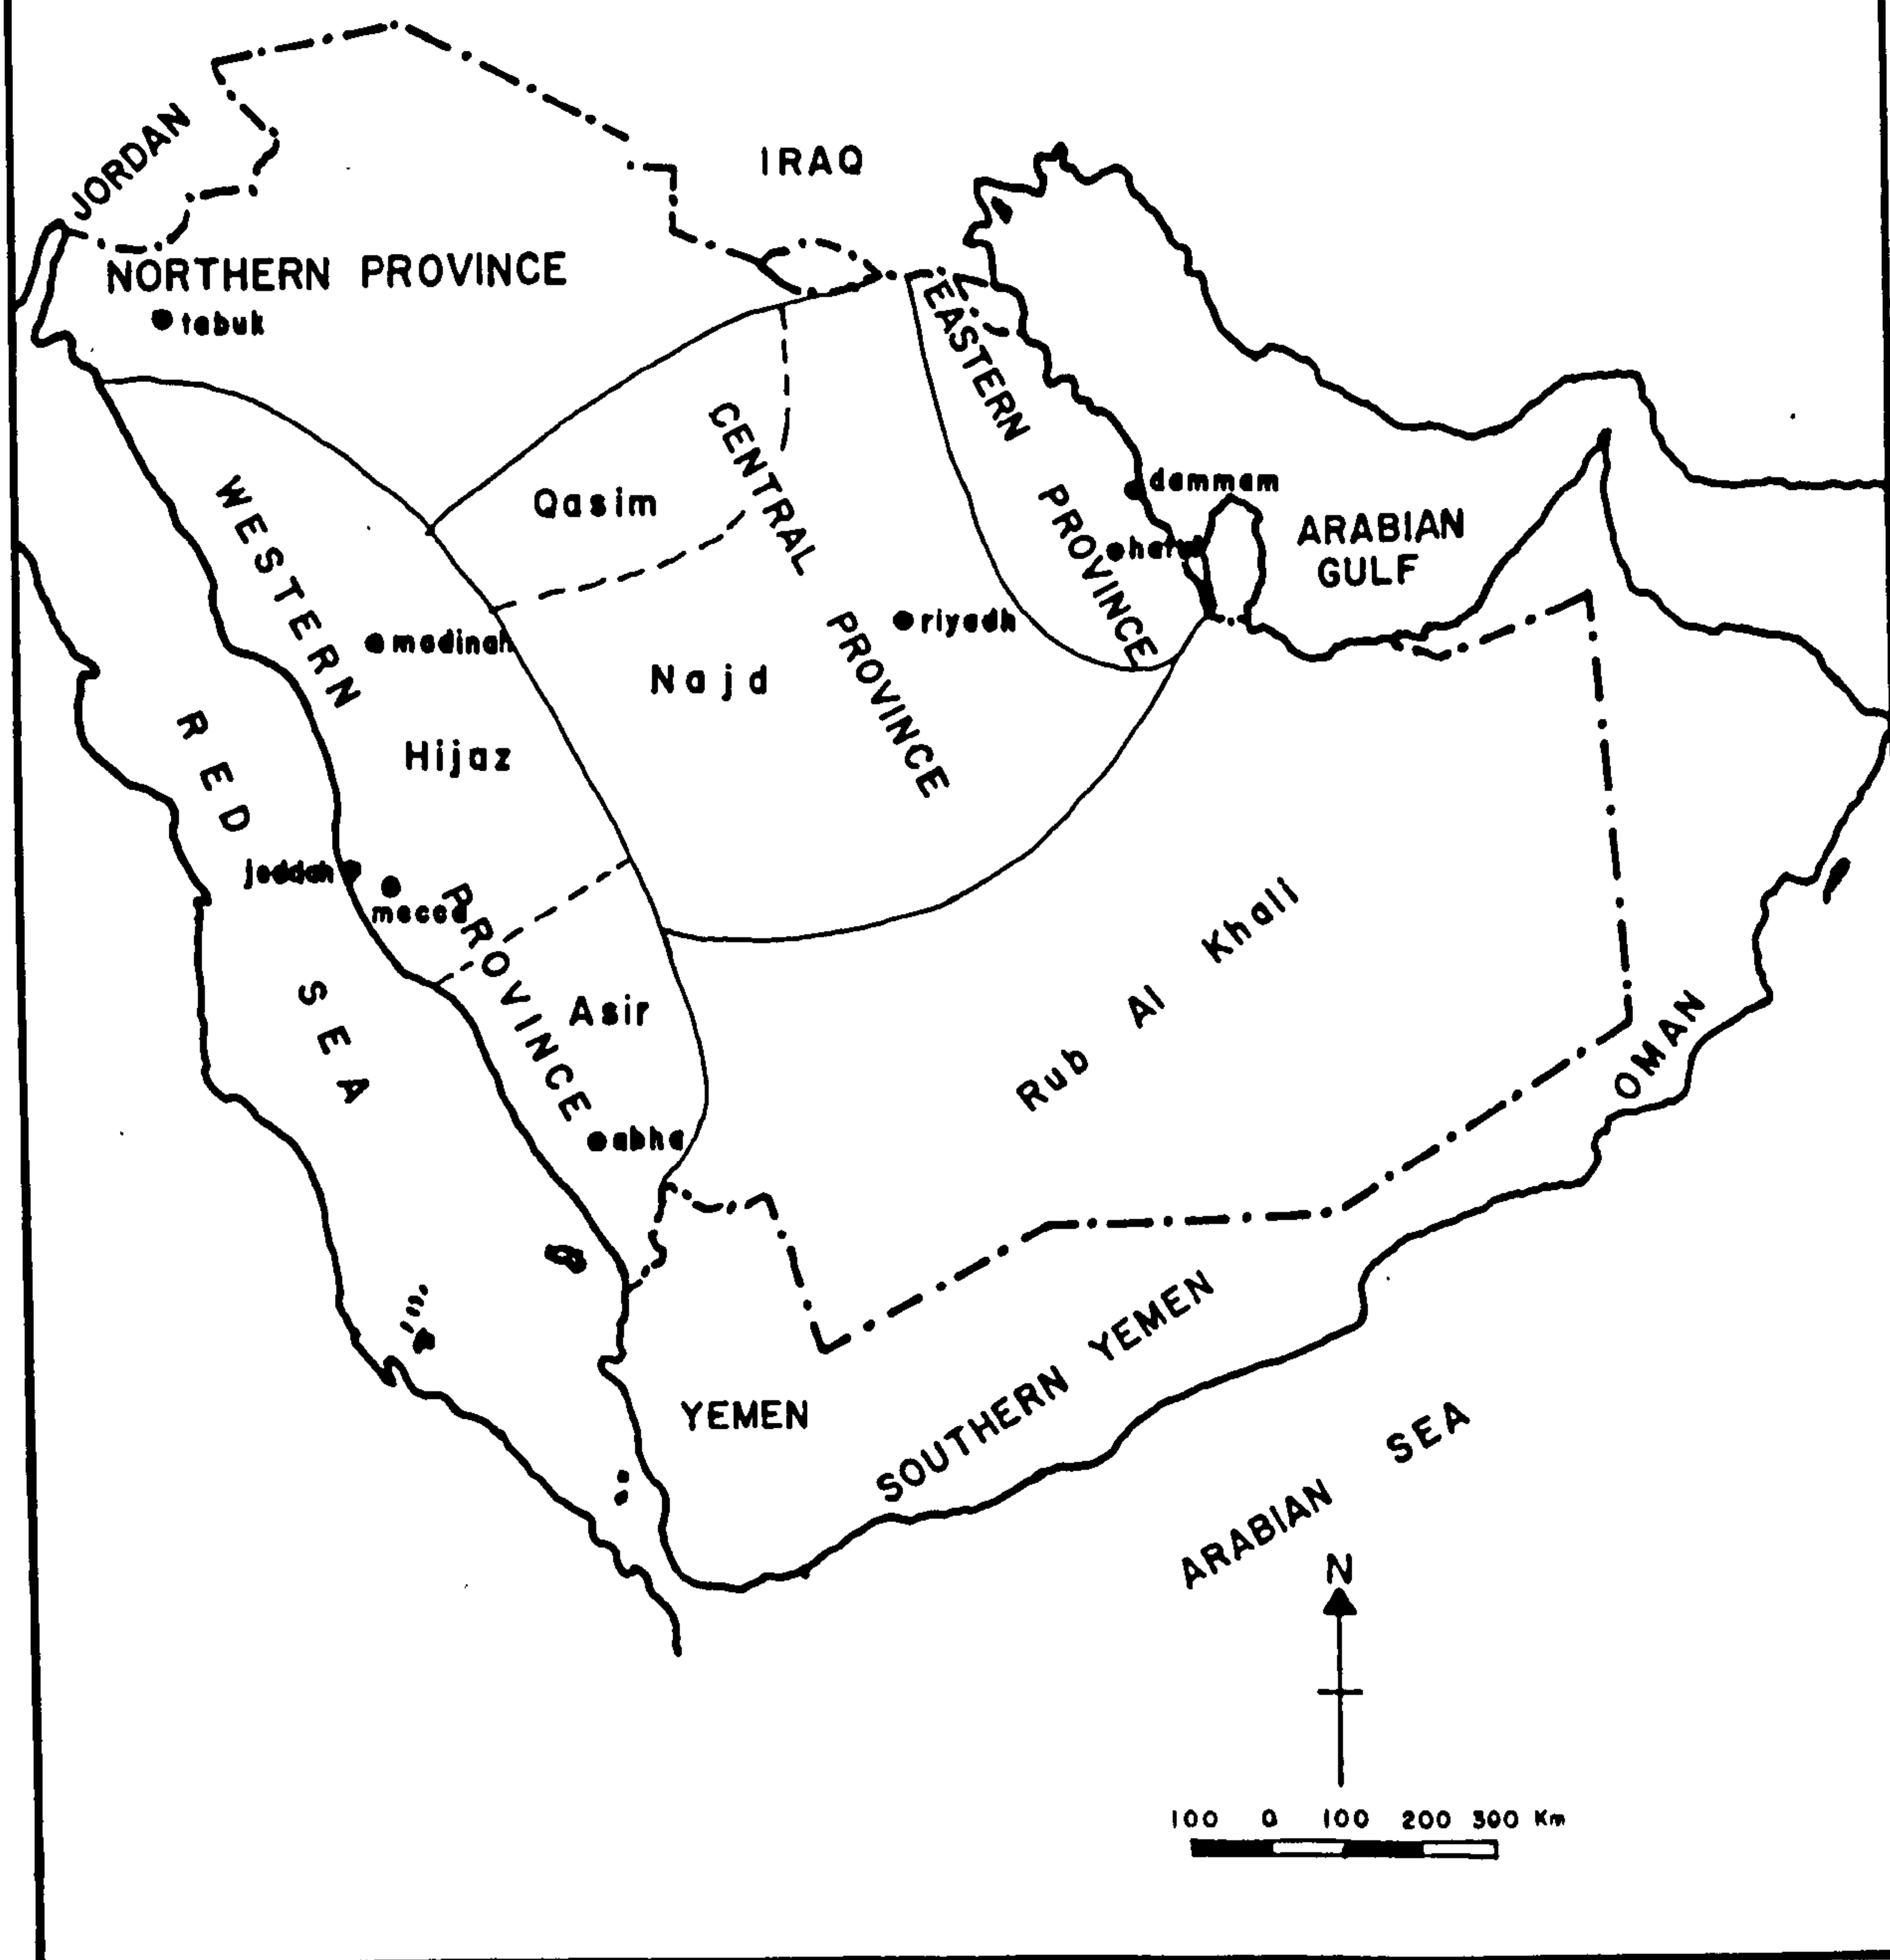 JORDAN
IRAQ
NORTHERN PROVINCE
tabuk
EASTERN PROVINCE
CENTRAL PROVINCE
WESTERN PROVINCE
Qasim
dammam
ARABIAN
GULF
riyadh
madinah
Najd
Hijaz
RED SEA
jeddah
Rub Al Khali
Asir
OMAN
abha
YEMEN
SOUTHERN YEMEN
ARABIAN SEA
N
100 0 100 200 300 Km